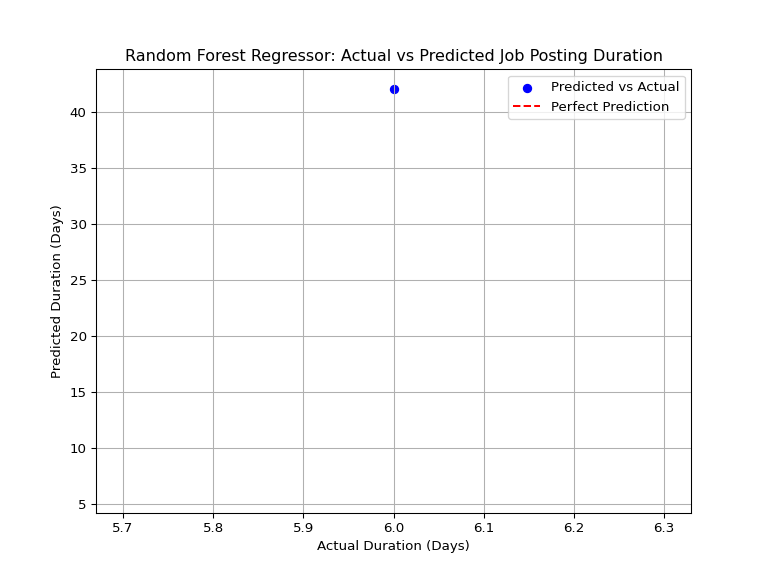 Random Forest Regressor: Actual vs Predicted Job Posting Duration
Predicted vs Actual
Perfect Prediction
Predicted Duration (Days)
40
35
30
25
20
15
10
5
5.7 5.8 5.9 6.0 6.1 6.2 6.3
Actual Duration (Days)